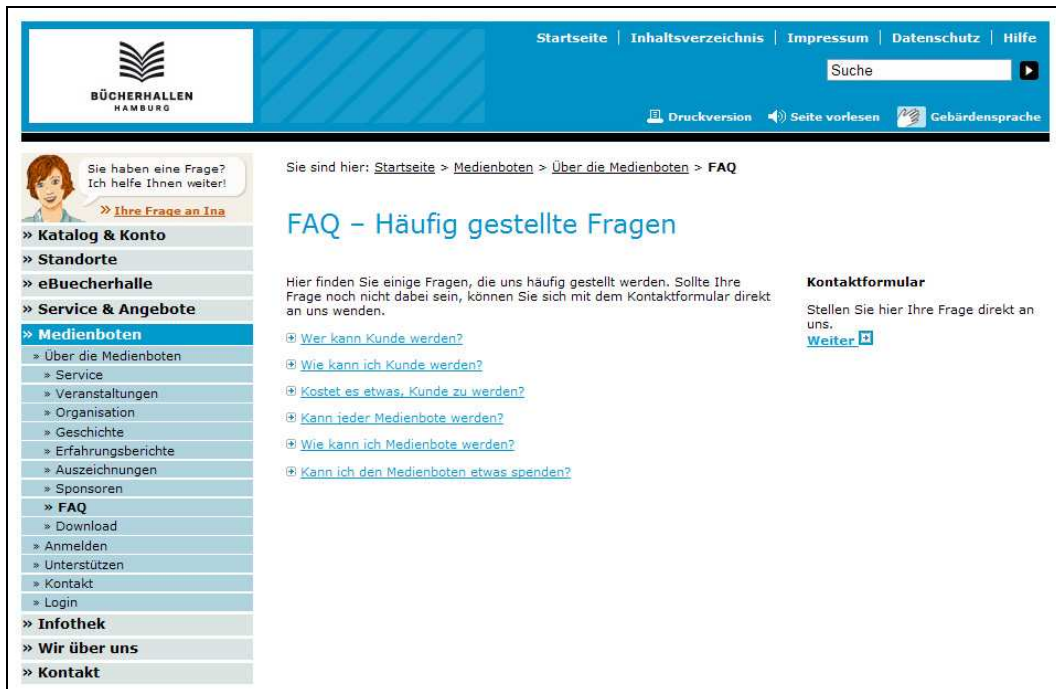 BÜCHERHALLEN
HAMBURG
Startseite | Inhaltsverzeichnis | Impressum | Datenschutz | Hilfe
Suche
Druckversion Seite vorlesen Gebärdensprache
Sie haben eine Frage?
Ich helfe Ihnen weiter!
» Ihre Frage an Ina
» Katalog & Konto
» Standorte
» eBuecherhalle
» Service & Angebote
» Medienboten
» Über die Medienboten
» Service
» Veranstaltungen
» Organisation
» Geschichte
» Erfahrungsberichte
» Auszeichnungen
» Sponsoren
» FAQ
» Download
» Anmelden
» Unterstützen
» Kontakt
» Login
» Infothek
» Wir über uns
» Kontakt
Sie sind hier: Startseite > Medienboten > Über die Medienboten > FAQ
FAQ – Häufig gestellte Fragen
Hier finden Sie einige Fragen, die uns häufig gestellt werden. Sollte Ihre
Frage noch nicht dabei sein, können Sie sich mit dem Kontaktformular direkt
an uns wenden.
Wer kann Kunde werden?
Wie kann ich Kunde werden?
Kostet es etwas, Kunde zu werden?
Kann jeder Medienbote werden?
Wie kann ich Medienbote werden?
Kann ich den Medienboten etwas spenden?
Kontaktformular
Stellen Sie hier Ihre Frage direkt an
uns.
Weiter